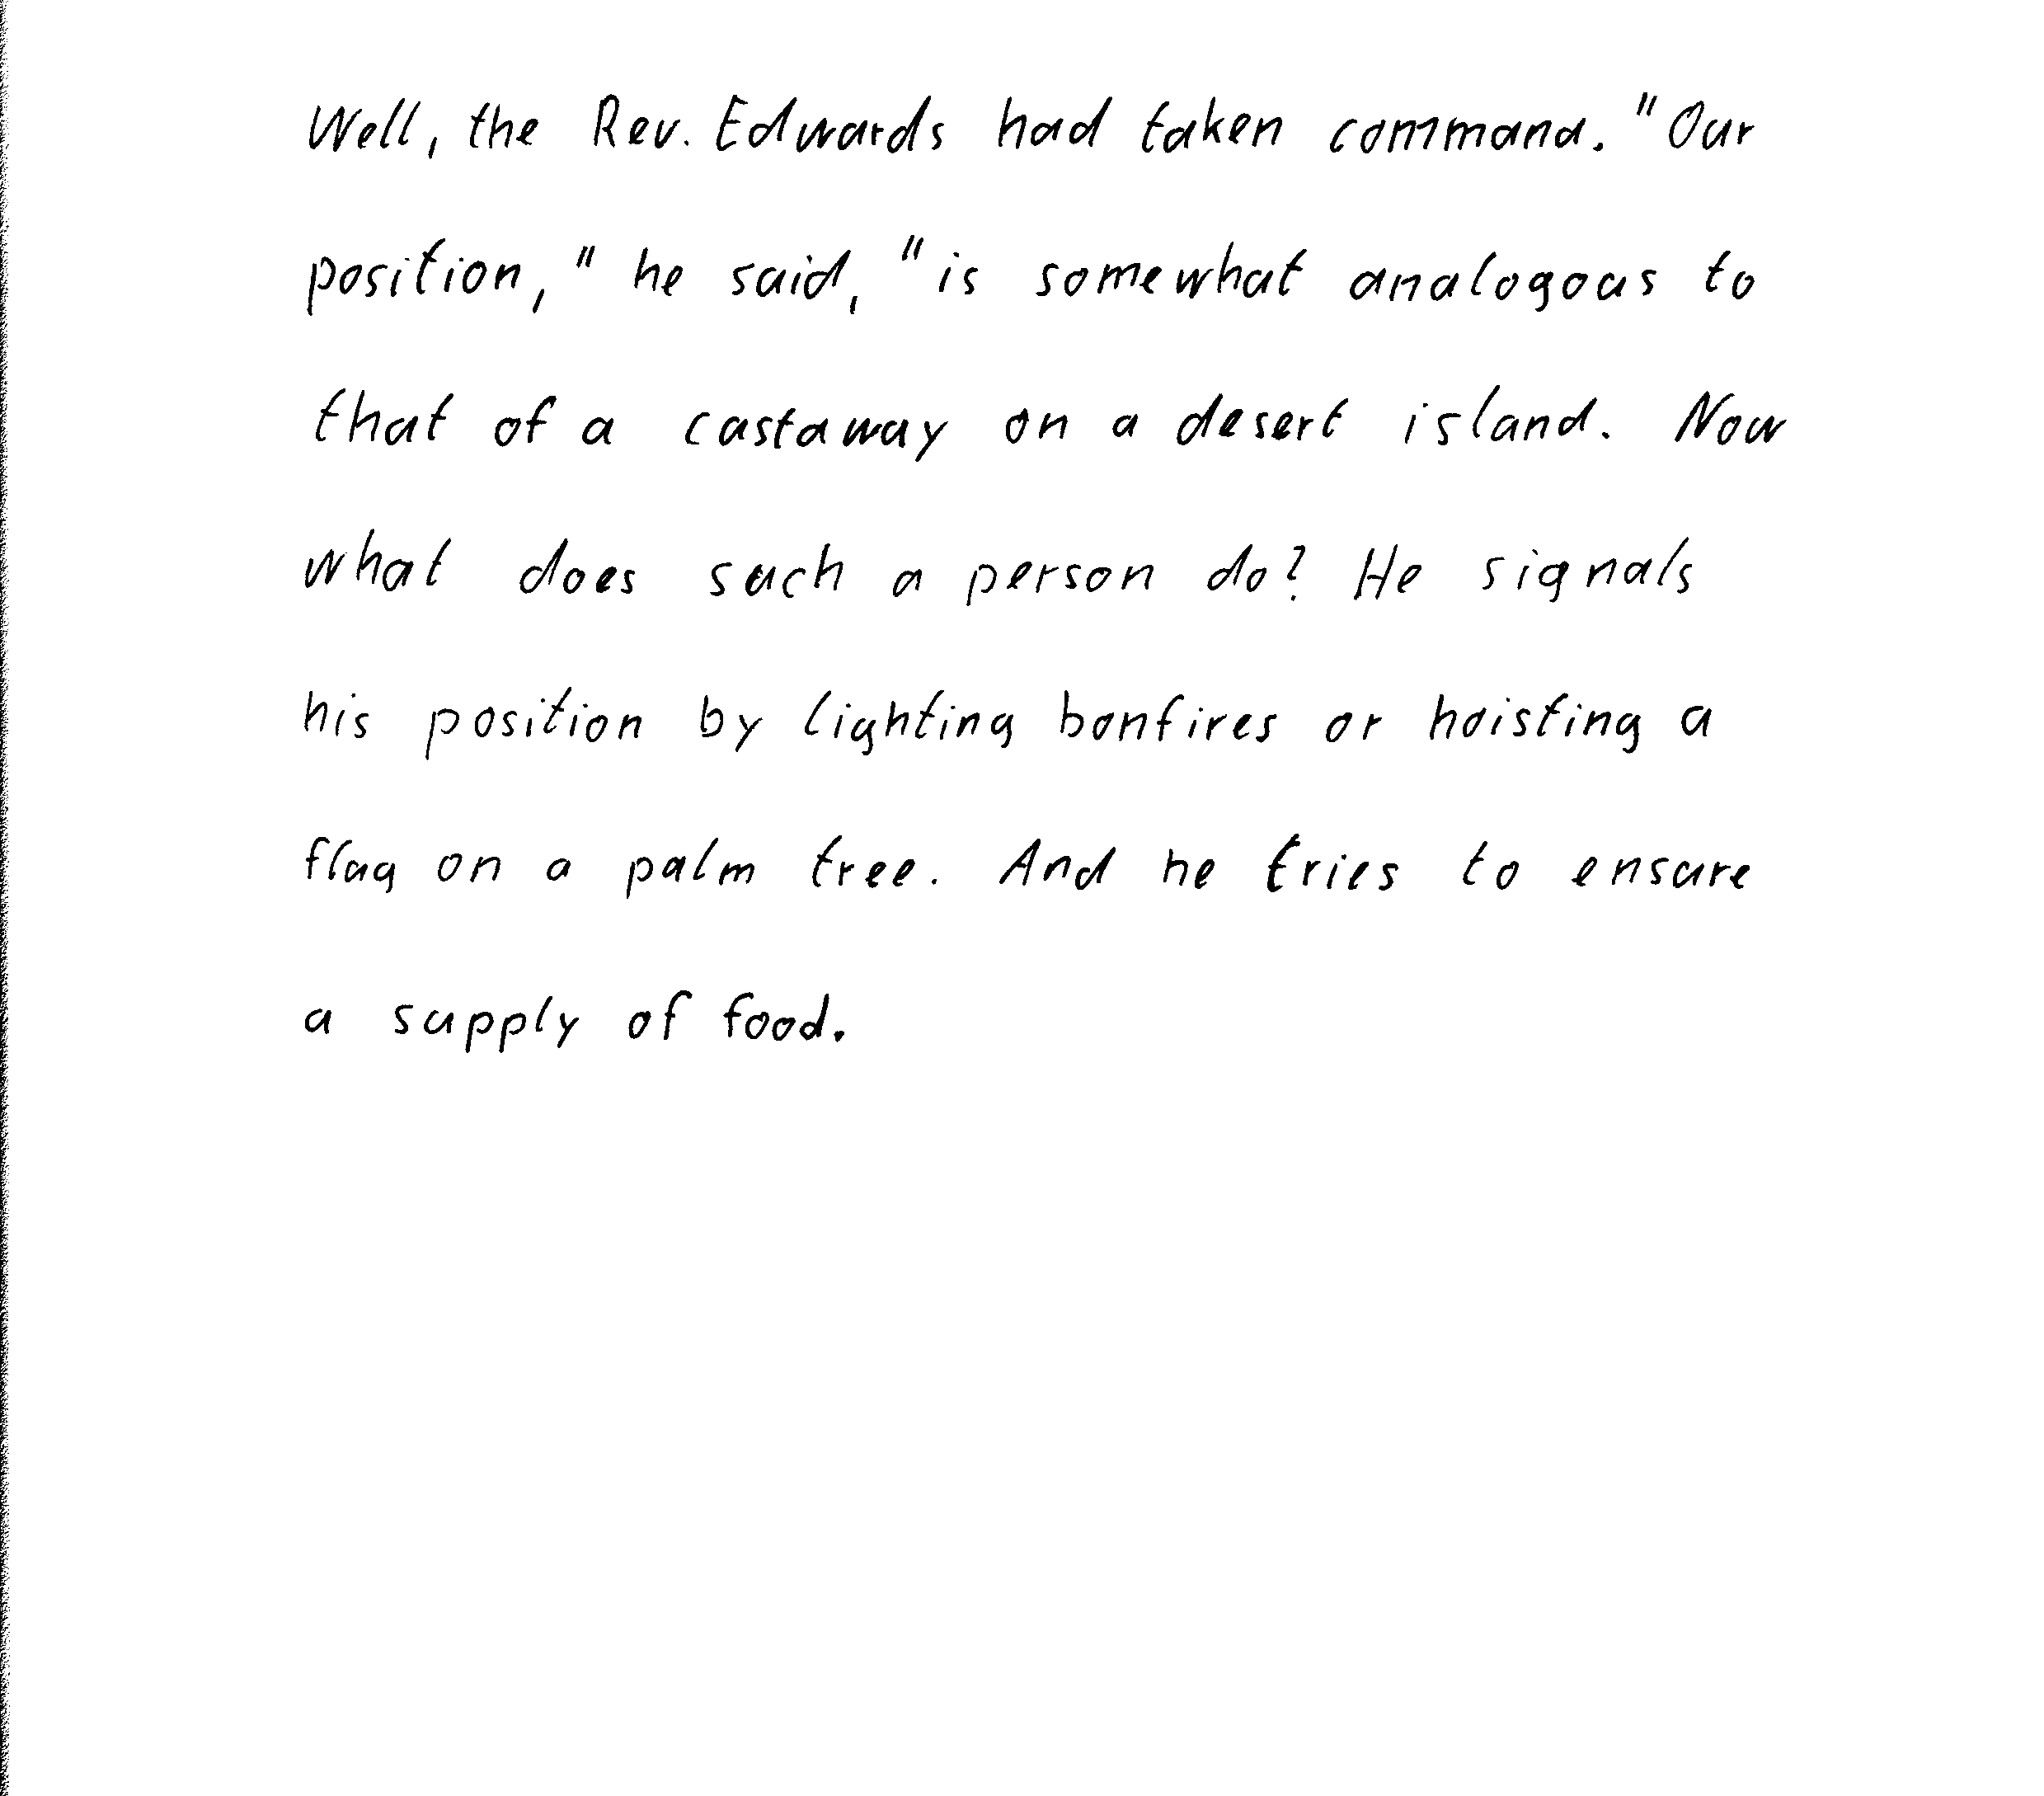 Well, the Rev. Edwards had taken command. "Our
position," he said, "is somewhat analogous to
that of a castaway on a desert island. Now
what does such a person do? He signals
his position by lighting bonfires or hoisting a
flag on a palm tree. And he tries to ensure
a supply of food.